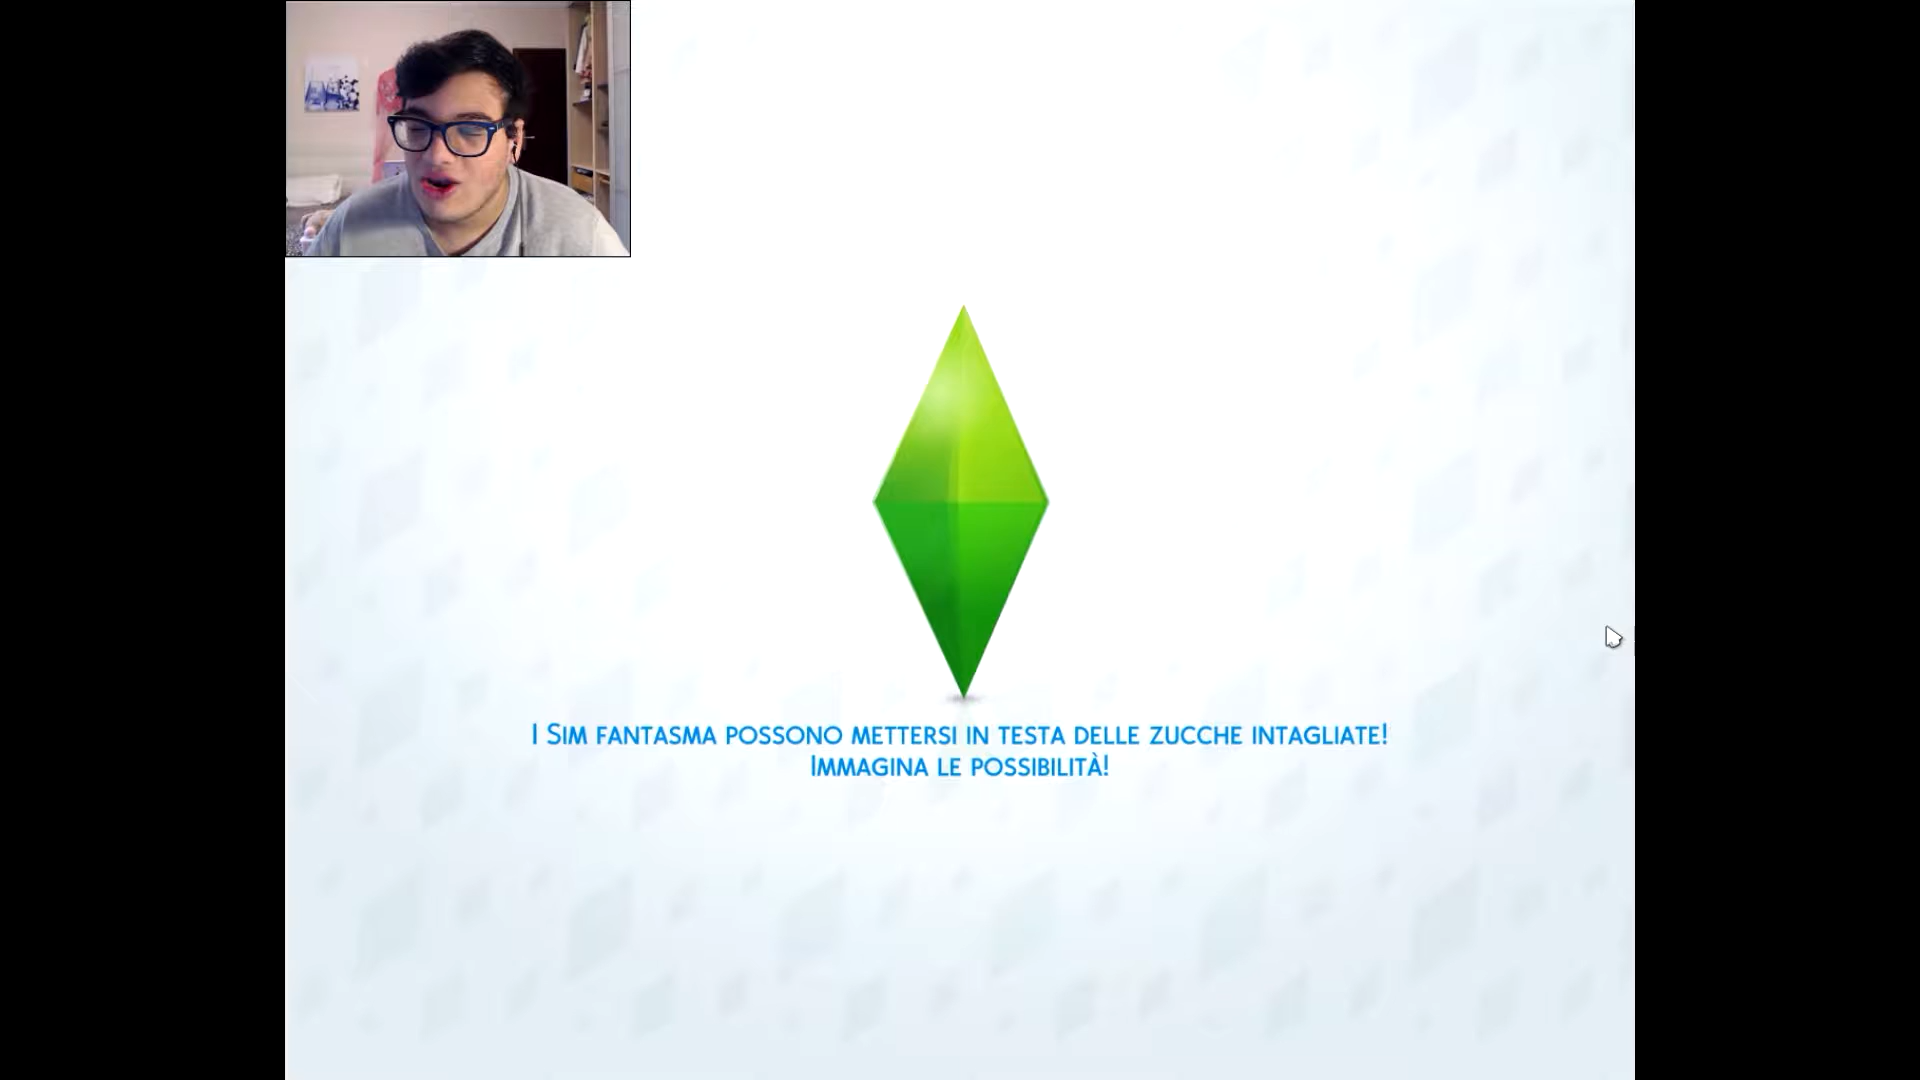 I Sim fantasma possono mettersi in testa delle zucche intagliate!
Immagina le possibilità!